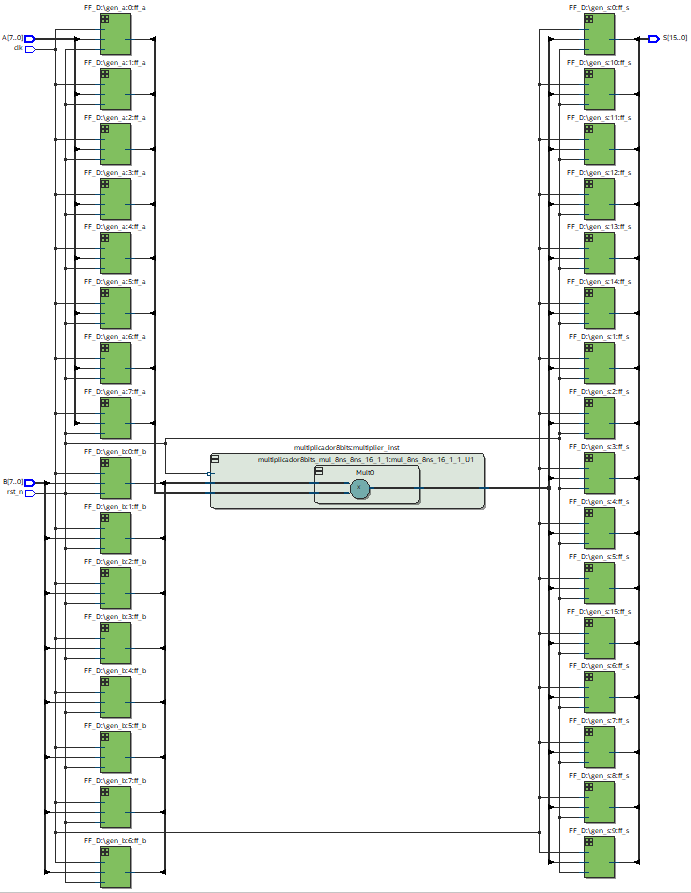 FF_D:\gen_a:0:ff_a
A[7..0]
clk
FF_D:\gen_a:1:ff_a
FF_D:\gen_a:2:ff_a
FF_D:\gen_a:3:ff_a
FF_D:\gen_a:4:ff_a
FF_D:\gen_a:5:ff_a
FF_D:\gen_a:6:ff_a
FF_D:\gen_a:7:ff_a
FF_D:\gen_b:0:ff_b
B[7..0]
rst_n
FF_D:\gen_b:1:ff_b
FF_D:\gen_b:2:ff_b
FF_D:\gen_b:3:ff_b
FF_D:\gen_b:4:ff_b
FF_D:\gen_b:5:ff_b
FF_D:\gen_b:7:ff_b
FF_D:\gen_b:6:ff_b
multiplicador8bits:multiplier_inst
multiplicador8bits_mul_8ns_8ns_16_1_1:mul_8ns_8ns_16_1_1_U1
Mult0
x
FF_D:\gen_s:0:ff_s
S[15..0]
FF_D:\gen_s:10:ff_s
FF_D:\gen_s:11:ff_s
FF_D:\gen_s:12:ff_s
FF_D:\gen_s:13:ff_s
FF_D:\gen_s:14:ff_s
FF_D:\gen_s:1:ff_s
FF_D:\gen_s:2:ff_s
FF_D:\gen_s:3:ff_s
FF_D:\gen_s:4:ff_s
FF_D:\gen_s:5:ff_s
FF_D:\gen_s:15:ff_s
FF_D:\gen_s:6:ff_s
FF_D:\gen_s:7:ff_s
FF_D:\gen_s:8:ff_s
FF_D:\gen_s:9:ff_s